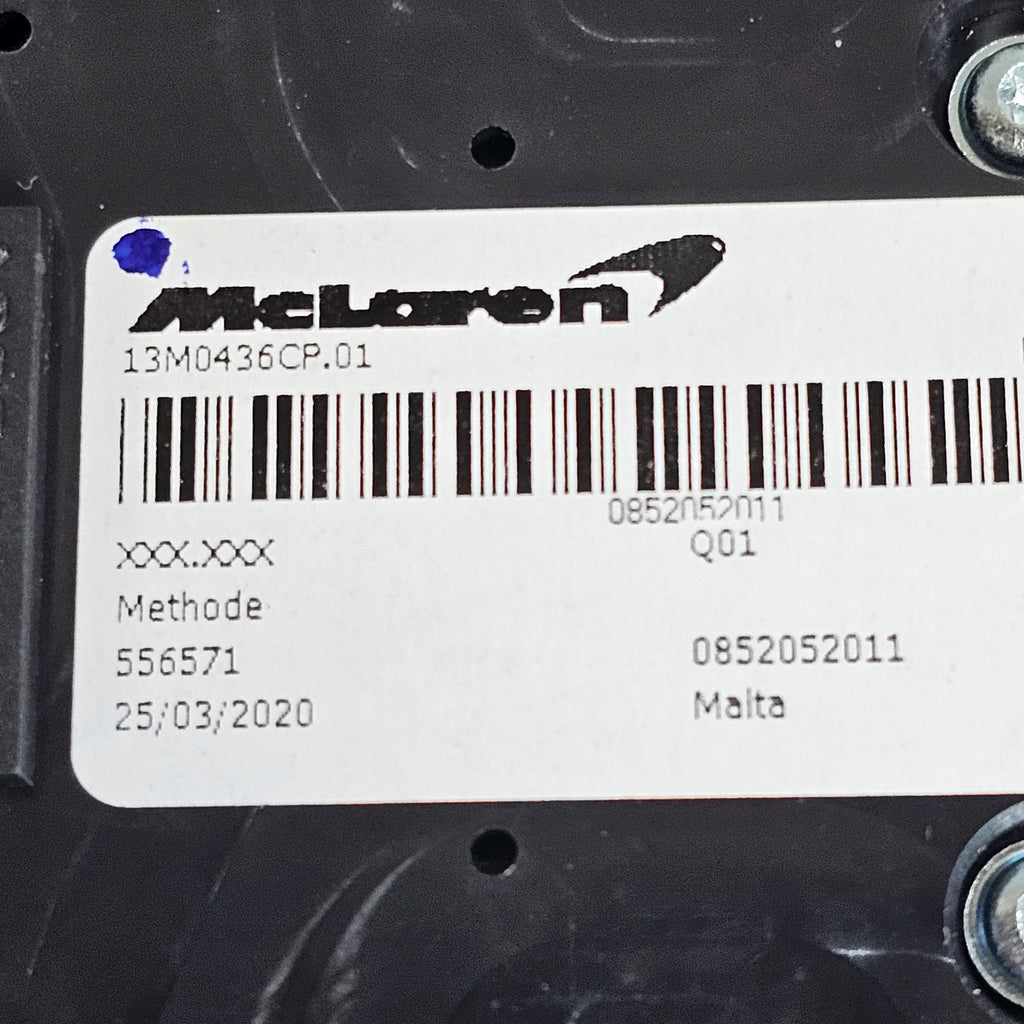 McLaren
13M0436CP.01
0852052011
Q01
XXX.XXX
Methode
556571
0852052011
25/03/2020
Malta